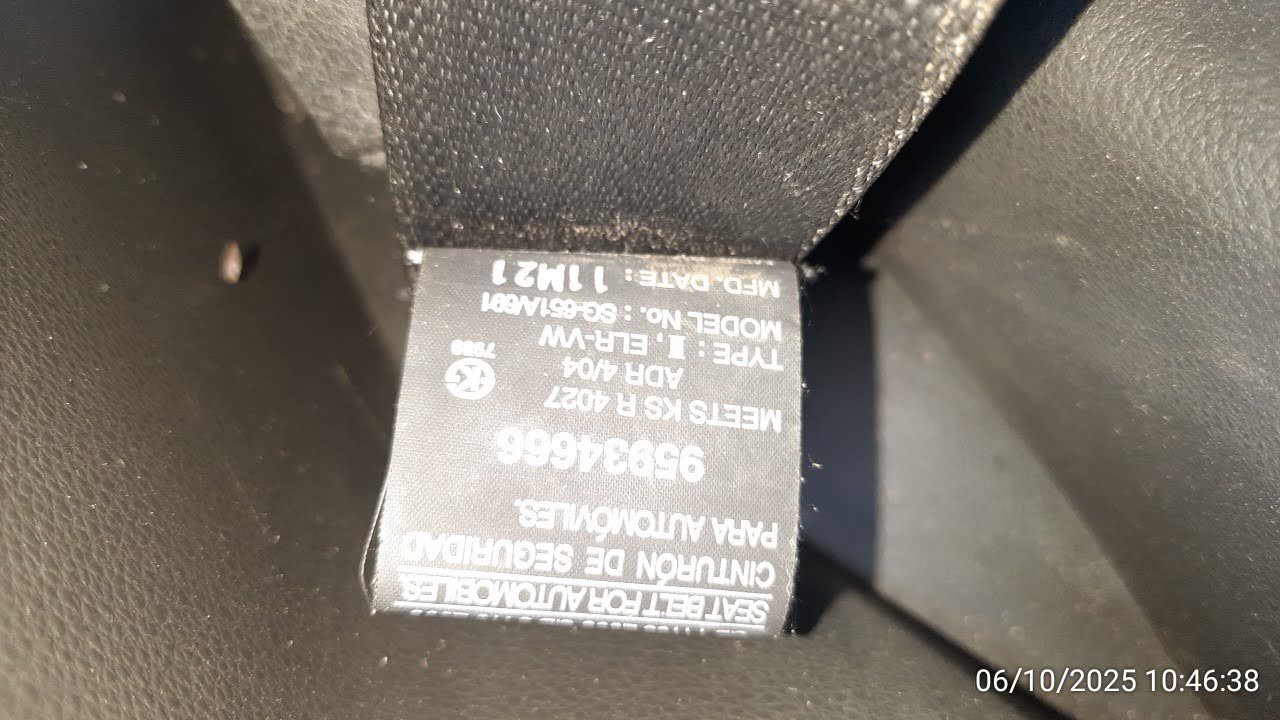 SEAT BELT FOR AUTOMOBILES.
CINTURÓN DE SEGURIDAD
PARA AUTOMÓVILES.
95934666
MEETS KS R 4027
ADR 4/04
TYPE : II, ELR-VW
7989
MODEL No. : SG-651A/691
MFD. DATE : 11M21
06/10/2025 10:46:38